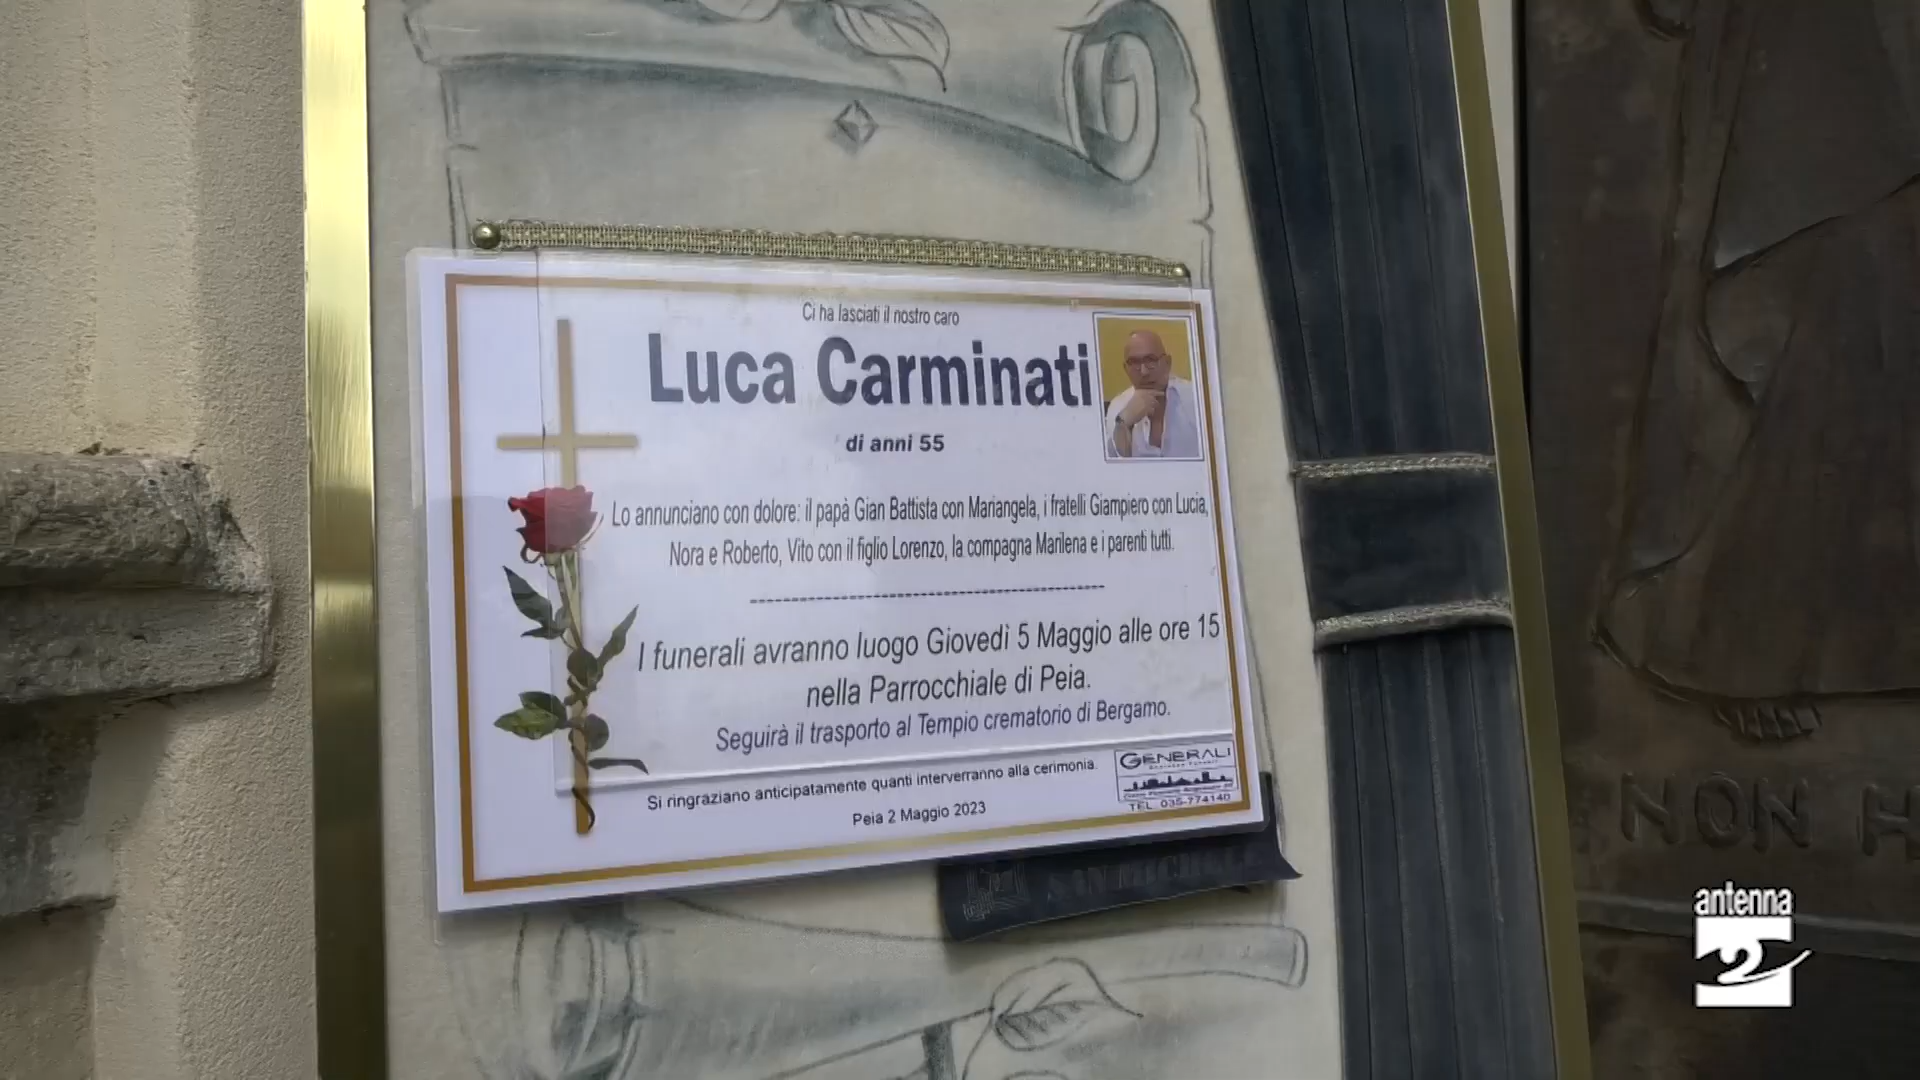 Ci ha lasciati il nostro caro
Luca Carminati
di anni 55
Lo annunciano con dolore: il papà Gian Battista con Mariangela, i fratelli Giampiero con Lucia,
Nora e Roberto, Vito con il figlio Lorenzo, la compagna Marilena e i parenti tutti.
I funerali avranno luogo Giovedì 5 Maggio alle ore 15
nella Parrocchiale di Peia.
Seguirà il trasporto al Tempio crematorio di Bergamo.
Si ringraziano anticipatamente quanti interverranno alla cerimonia.
Peia 2 Maggio 2023
GENERALI
TEL. 035-774140
SAN MICHELE
NON H
antenna
2